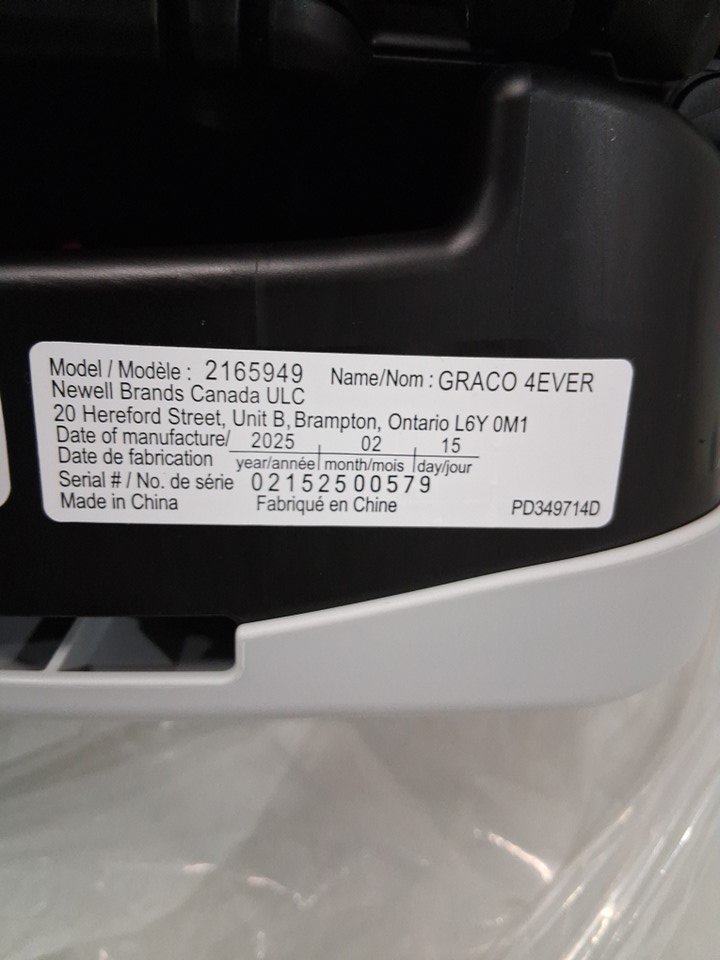 Model / Modèle : 2165949 Name/Nom : GRACO 4EVER
Newell Brands Canada ULC
20 Hereford Street, Unit B, Brampton, Ontario L6Y 0M1
Date of manufacture/ 2025 02 15
Date de fabrication year/année month/mois day/jour
Serial # / No. de série 02152500579
Made in China Fabriqué en Chine PD349714D